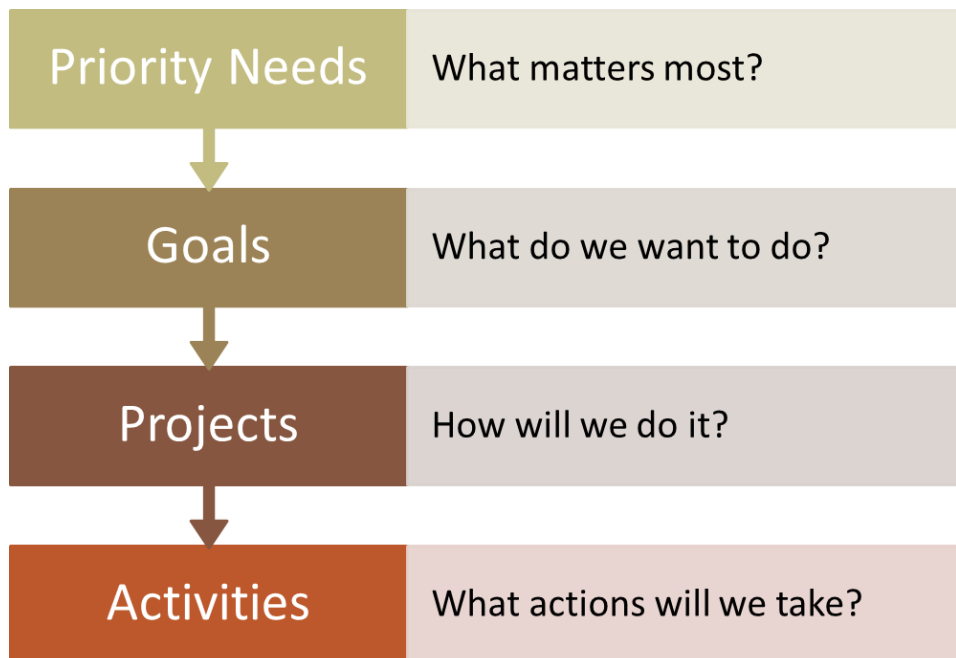 Priority Needs
What matters most?
Goals
What do we want to do?
Projects
How will we do it?
Activities
What actions will we take?